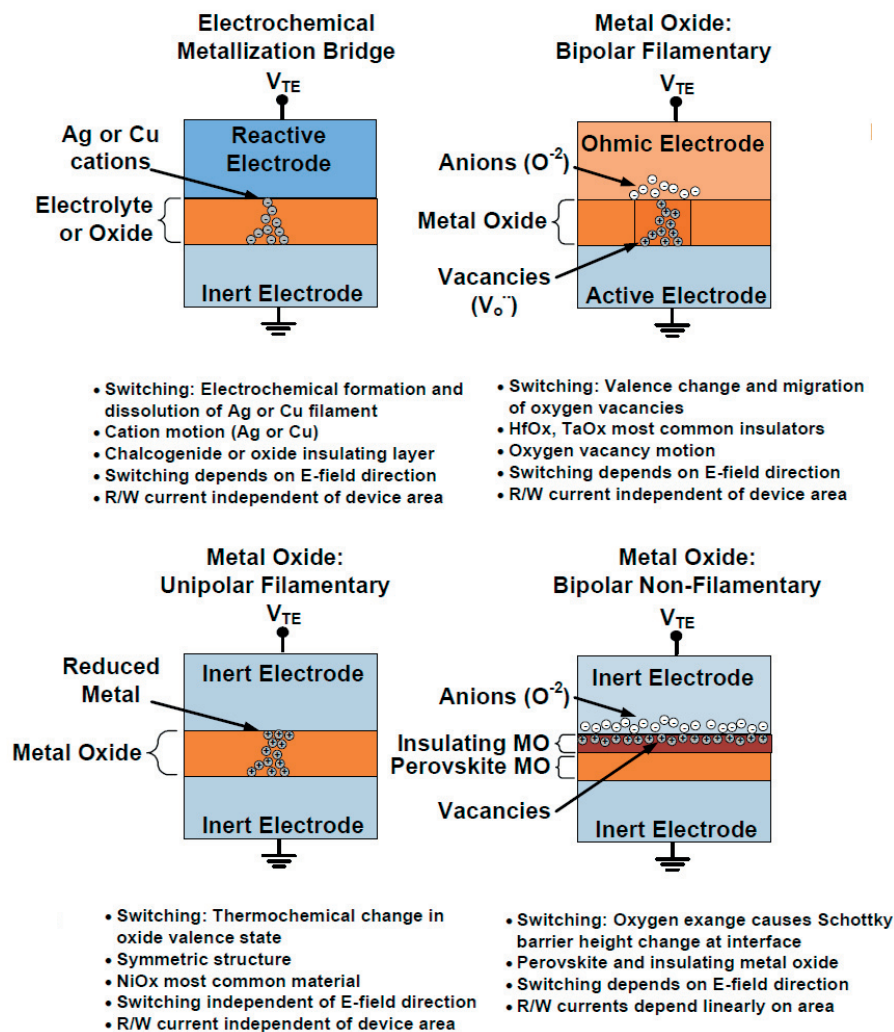 Electrochemical
Metallization Bridge
V_TE
Ag or Cu
cations
Reactive
Electrode
Electrolyte
or Oxide
Inert Electrode
• Switching: Electrochemical formation and
dissolution of Ag or Cu filament
• Cation motion (Ag or Cu)
• Chalcogenide or oxide insulating layer
• Switching depends on E-field direction
• R/W current independent of device area
Metal Oxide:
Bipolar Filamentary
V_TE
Ohmic Electrode
Anions (O⁻²)
Metal Oxide
Vacancies
(V_o¨)
Active Electrode
• Switching: Valence change and migration
of oxygen vacancies
• HfOx, TaOx most common insulators
• Oxygen vacancy motion
• Switching depends on E-field direction
• R/W current independent of device area
Metal Oxide:
Unipolar Filamentary
V_TE
Reduced
Metal
Inert Electrode
Metal Oxide
Inert Electrode
• Switching: Thermochemical change in
oxide valence state
• Symmetric structure
• NiOx most common material
• Switching independent of E-field direction
• R/W current independent of device area
Metal Oxide:
Bipolar Non-Filamentary
V_TE
Inert Electrode
Anions (O⁻²)
Insulating MO
Perovskite MO
Vacancies
Inert Electrode
• Switching: Oxygen exange causes Schottky
barrier height change at interface
• Perovskite and insulating metal oxide
• Switching depends on E-field direction
• R/W currents depend linearly on area